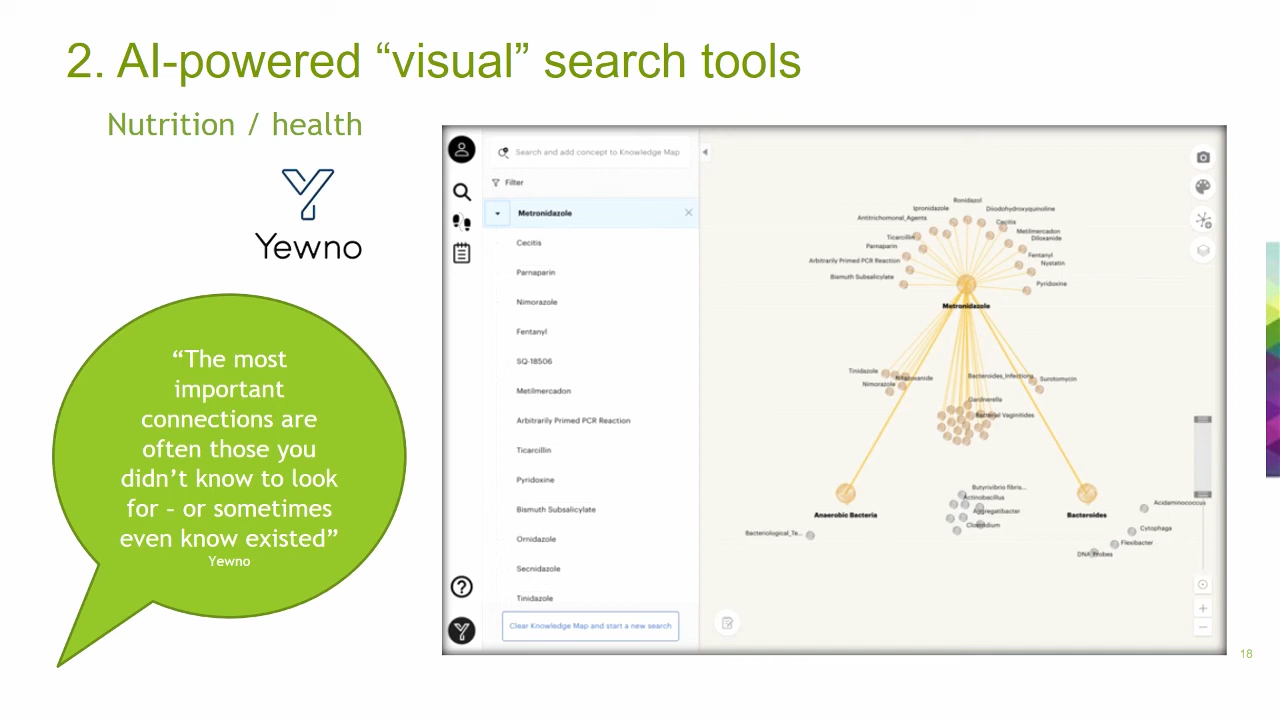 2. AI-powered “visual” search tools
Nutrition / health
Yewno
“The most
important
connections are
often those you
didn’t know to look
for – or sometimes
even know existed”
Yewno
Search and add concept to Knowledge Map
Filter
Metronidazole
Cecitis
Parnaparin
Nimorazole
Fentanyl
SQ-18506
Metilmercadon
Arbitrarily Primed PCR Reaction
Ticarcillin
Pyridoxine
Bismuth Subsalicylate
Ornidazole
Secnidazole
Tinidazole
Clear Knowledge Map and start a new search
Ronidazol
Ipronidazole
Diiodohydroxyquinoline
Antitrichomonal_Agents
Cecitis
Ticarcillin
Metilmercadon
Diloxanide
Parnaparin
Fentanyl
Arbitrarily Primed PCR Reaction
Nystatin
Bismuth Subsalicylate
Pyridoxine
Metronidazole
Tinidazole
Nitazoxanide
Nimorazole
Bacteroides_Infections
Surotomycin
Gardnerella
Bacterial Vaginitides
Butyrivibrio fibris...
Actinobacillus
Aggregatibacter
Clostridium
Anaerobic Bacteria
Bacteroides
Acidaminococcus
Bacteriological_Te...
Cytophaga
Flexibacter
DNA_Probes
18